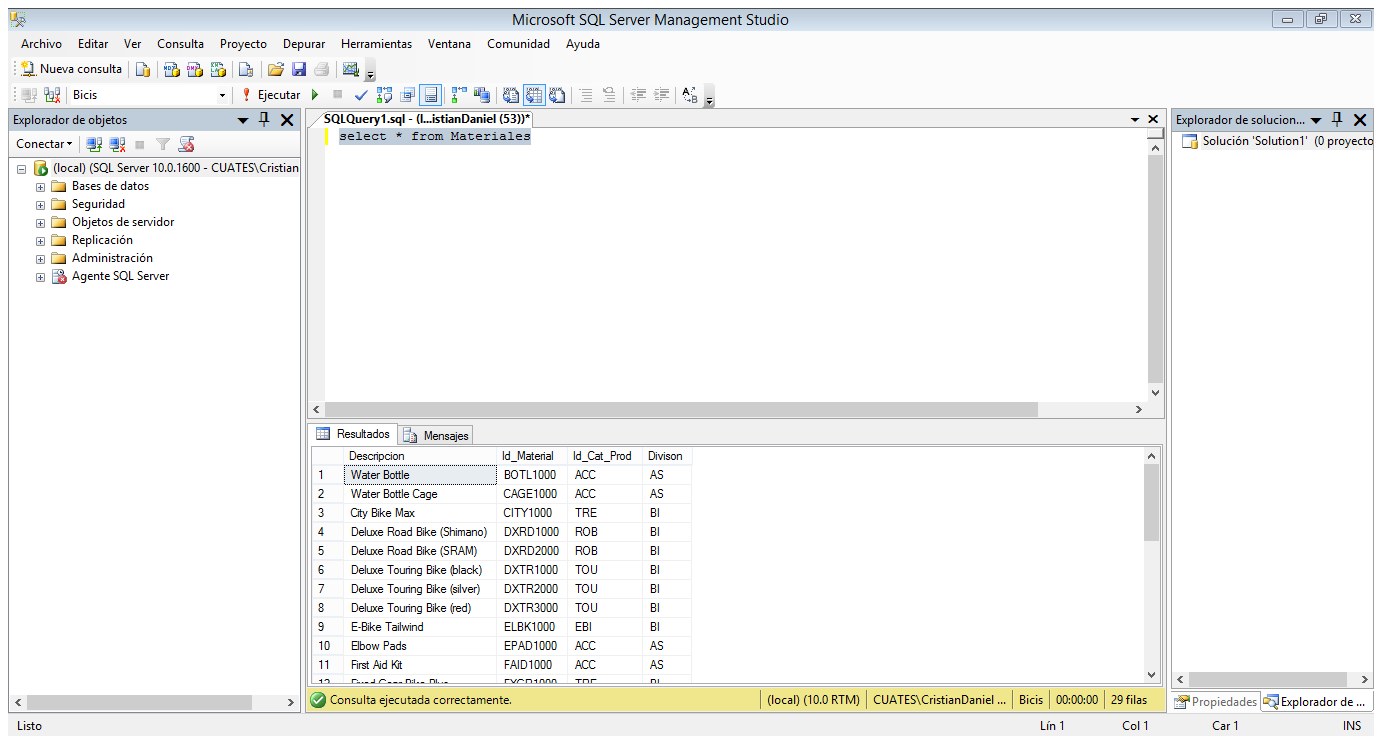 Microsoft SQL Server Management Studio
Archivo Editar Ver Consulta Proyecto Depurar Herramientas Ventana Comunidad Ayuda
Nueva consulta
Bicis Ejecutar
Explorador de objetos
Conectar
(local) (SQL Server 10.0.1600 - CUATES\Cristian
Bases de datos
Seguridad
Objetos de servidor
Replicación
Administración
Agente SQL Server
SQLQuery1.sql - (l...istianDaniel (53))*
select * from Materiales
Resultados Mensajes
Descripcion Id_Material Id_Cat_Prod Divison
1 Water Bottle BOTL1000 ACC AS
2 Water Bottle Cage CAGE1000 ACC AS
3 City Bike Max CITY1000 TRE BI
4 Deluxe Road Bike (Shimano) DXRD1000 ROB BI
5 Deluxe Road Bike (SRAM) DXRD2000 ROB BI
6 Deluxe Touring Bike (black) DXTR1000 TOU BI
7 Deluxe Touring Bike (silver) DXTR2000 TOU BI
8 Deluxe Touring Bike (red) DXTR3000 TOU BI
9 E-Bike Tailwind ELBK1000 EBI BI
10 Elbow Pads EPAD1000 ACC AS
11 First Aid Kit FAID1000 ACC AS
Consulta ejecutada correctamente. (local) (10.0 RTM) CUATES\CristianDaniel ... Bicis 00:00:00 29 filas
Explorador de solucion...
Solución 'Solution1' (0 proyecto
Propiedades Explorador de ...
Listo Lín 1 Col 1 Car 1 INS